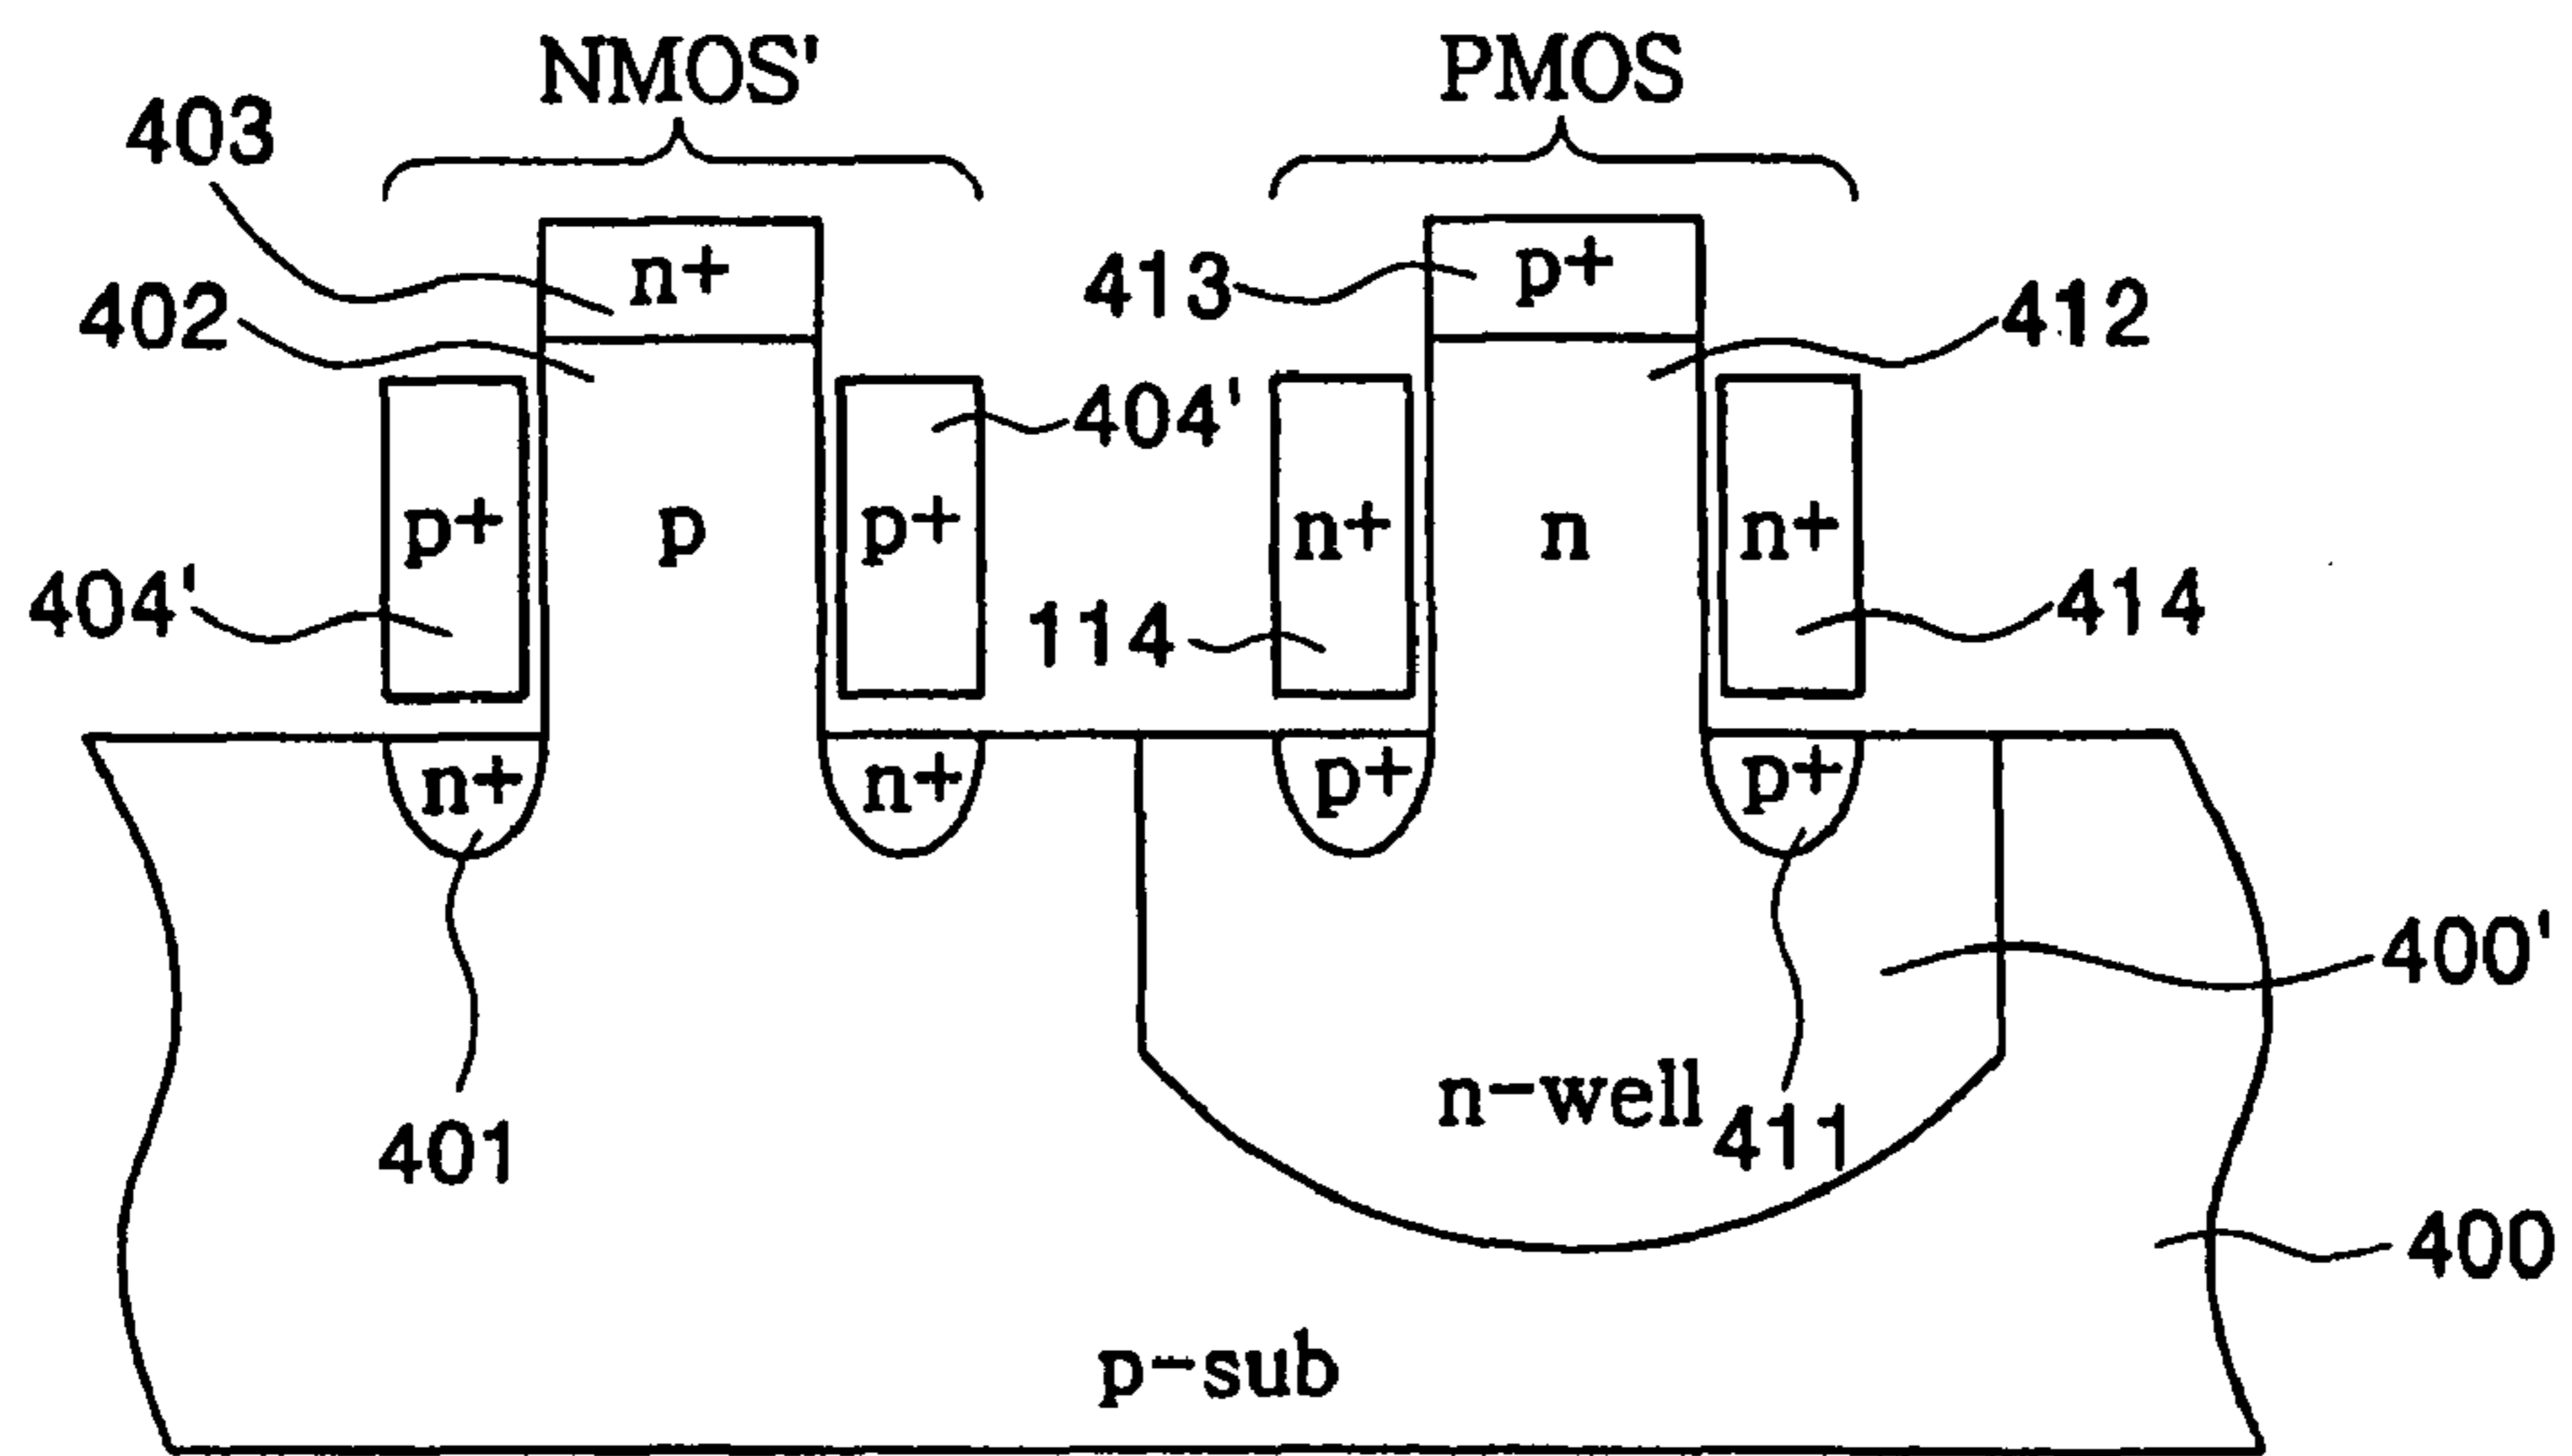 NMOS' PMOS
403
n+ p+
413 412
402
404'
p+ p p+ n+ n n+
404' 114 414
n+ n+ p+ p+
400'
n-well 411
401
400
p-sub